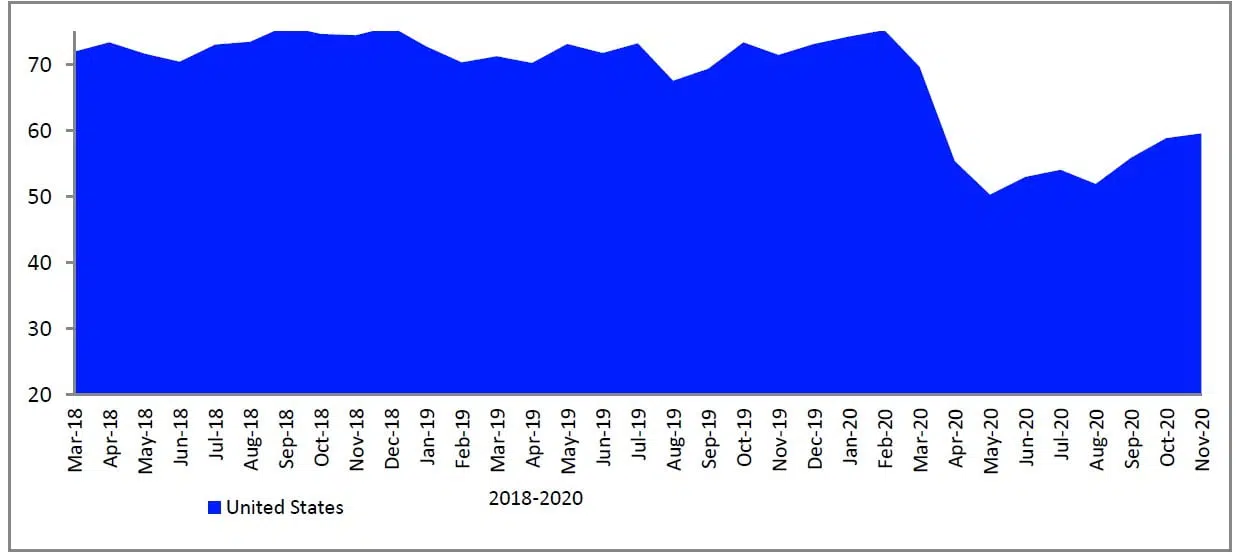 70
60
50
40
30
20
Mar-18
Apr-18
May-18
Jun-18
Jul-18
Aug-18
Sep-18
Oct-18
Nov-18
Dec-18
Jan-19
Feb-19
Mar-19
Apr-19
May-19
Jun-19
Jul-19
Aug-19
Sep-19
Oct-19
Nov-19
Dec-19
Jan-20
Feb-20
Mar-20
Apr-20
May-20
Jun-20
Jul-20
Aug-20
Sep-20
Oct-20
Nov-20
2018-2020
United States